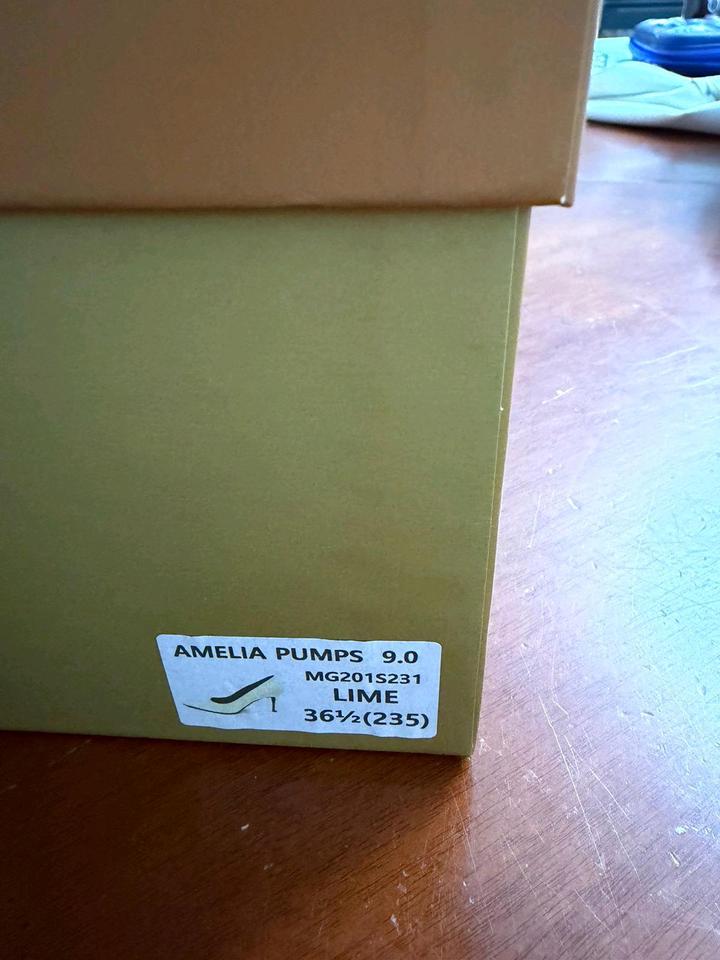 AMELIA PUMPS 9.0
MG201S231
LIME
36½(235)